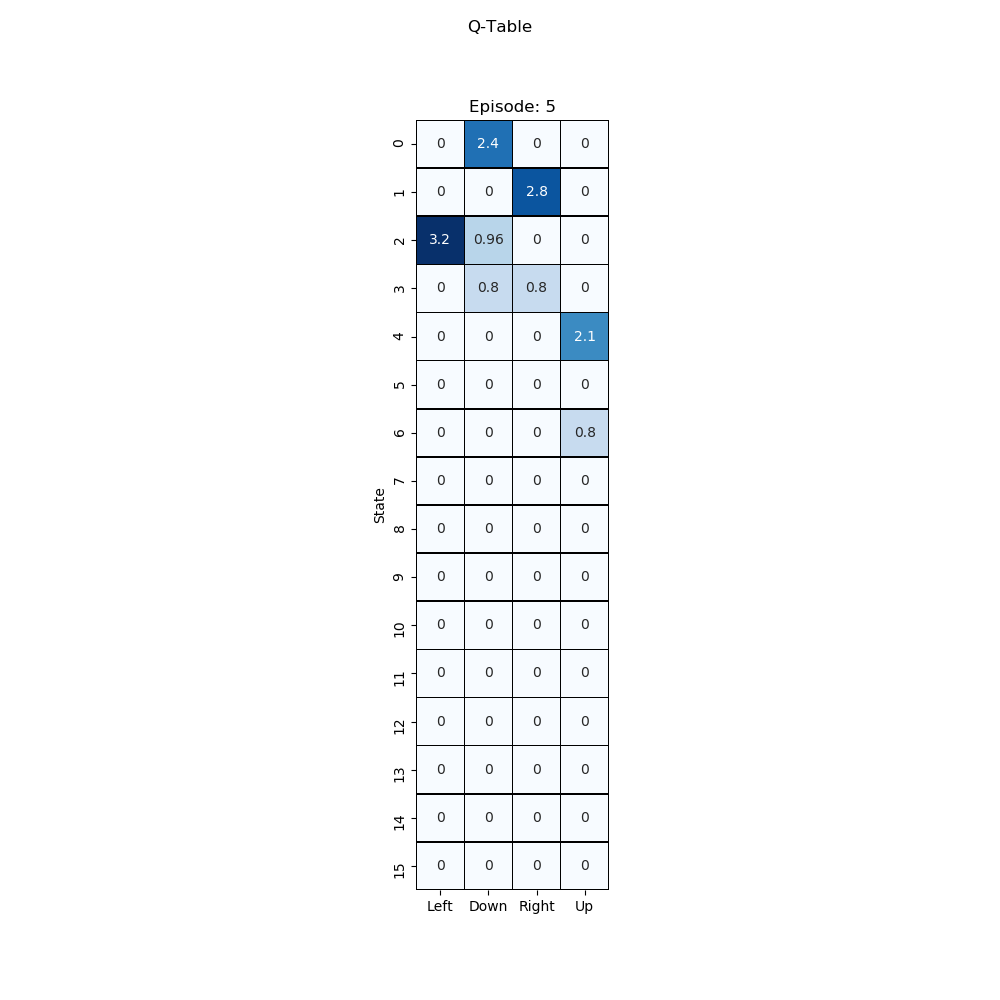 Q-Table
Episode: 5
0 0 2.4 0 0
1 0 0 2.8 0
2 3.2 0.96 0 0
3 0 0.8 0.8 0
4 0 0 0 2.1
5 0 0 0 0
6 0 0 0 0.8
7 0 0 0 0
State
8 0 0 0 0
9 0 0 0 0
10 0 0 0 0
11 0 0 0 0
12 0 0 0 0
13 0 0 0 0
14 0 0 0 0
15 0 0 0 0
Left Down Right Up